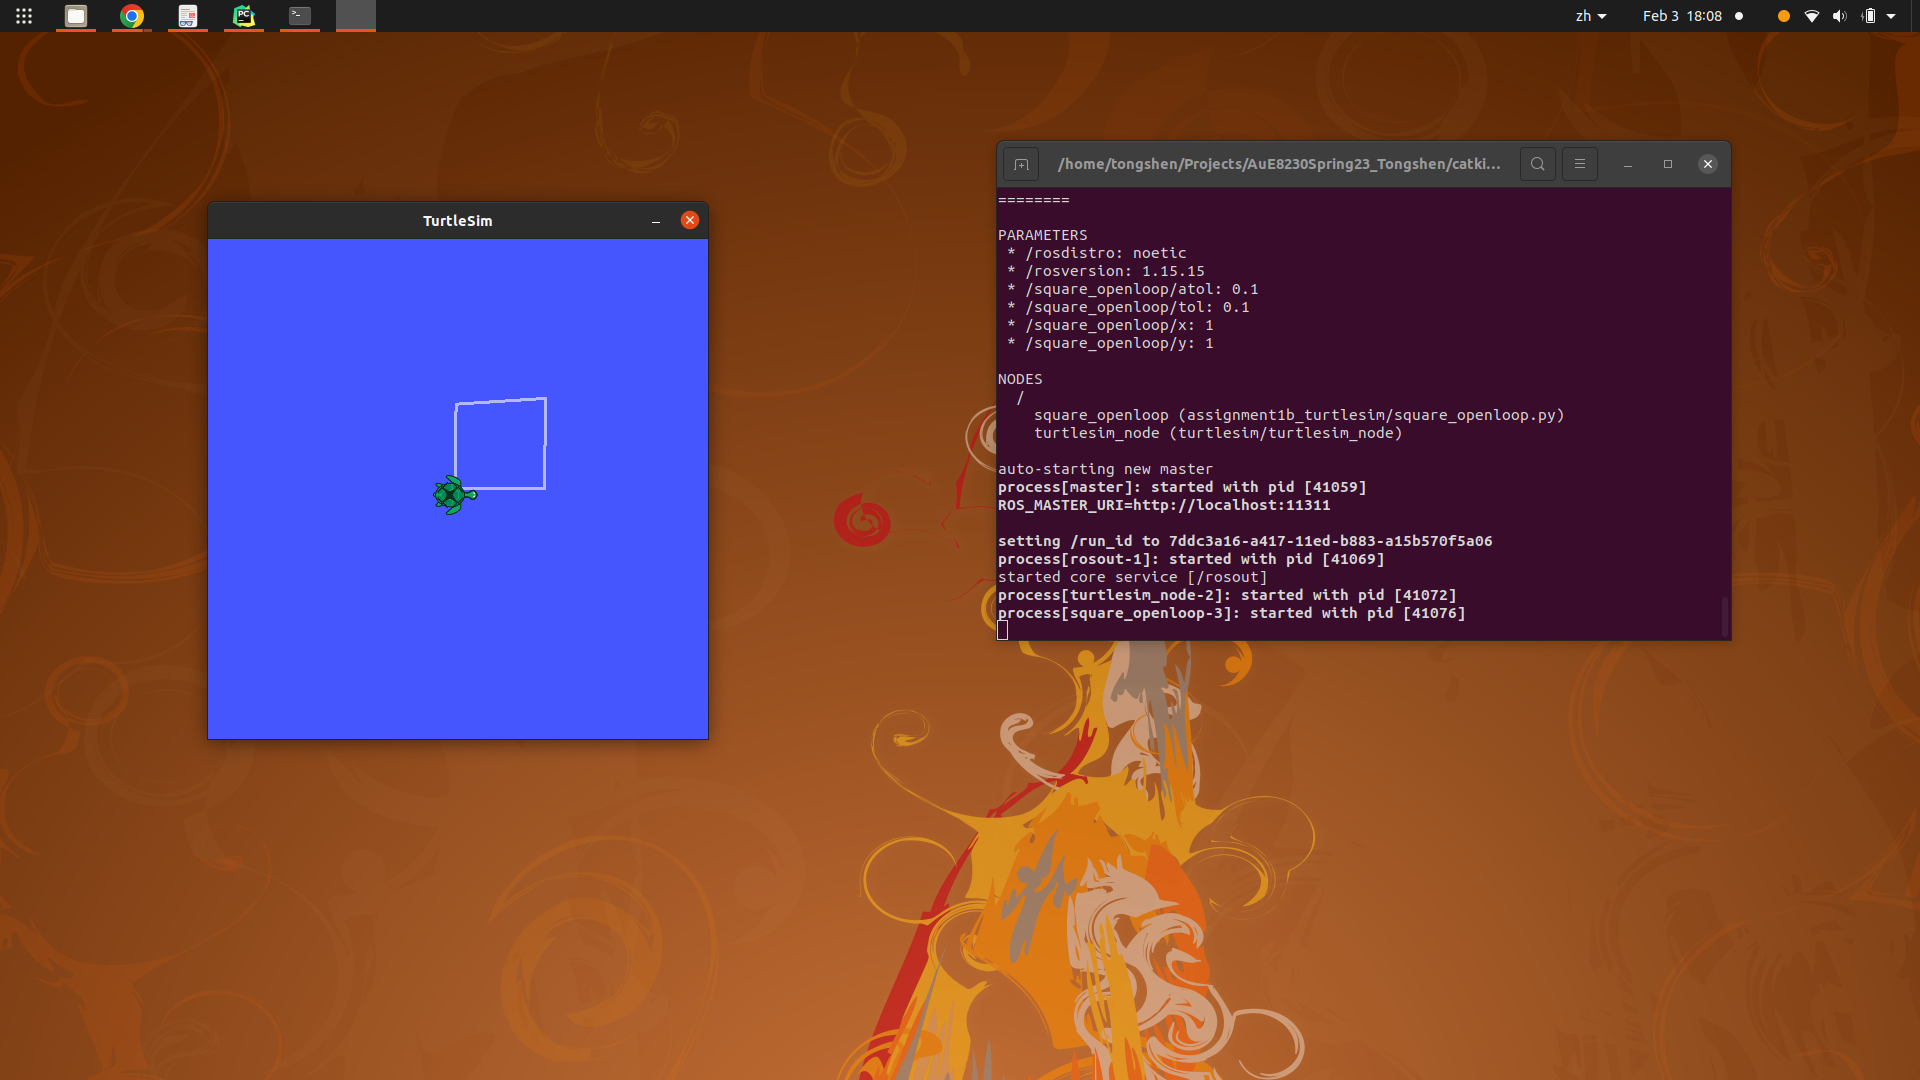 zh
Feb 3 18:08
TurtleSim
/home/tongshen/Projects/AuE8230Spring23_Tongshen/catki...
========
PARAMETERS
* /rosdistro: noetic
* /rosversion: 1.15.15
* /square_openloop/atol: 0.1
* /square_openloop/tol: 0.1
* /square_openloop/x: 1
* /square_openloop/y: 1
NODES
/
square_openloop (assignment1b_turtlesim/square_openloop.py)
turtlesim_node (turtlesim/turtlesim_node)
auto-starting new master
process[master]: started with pid [41059]
ROS_MASTER_URI=http://localhost:11311
setting /run_id to 7ddc3a16-a417-11ed-b883-a15b570f5a06
process[rosout-1]: started with pid [41069]
started core service [/rosout]
process[turtlesim_node-2]: started with pid [41072]
process[square_openloop-3]: started with pid [41076]